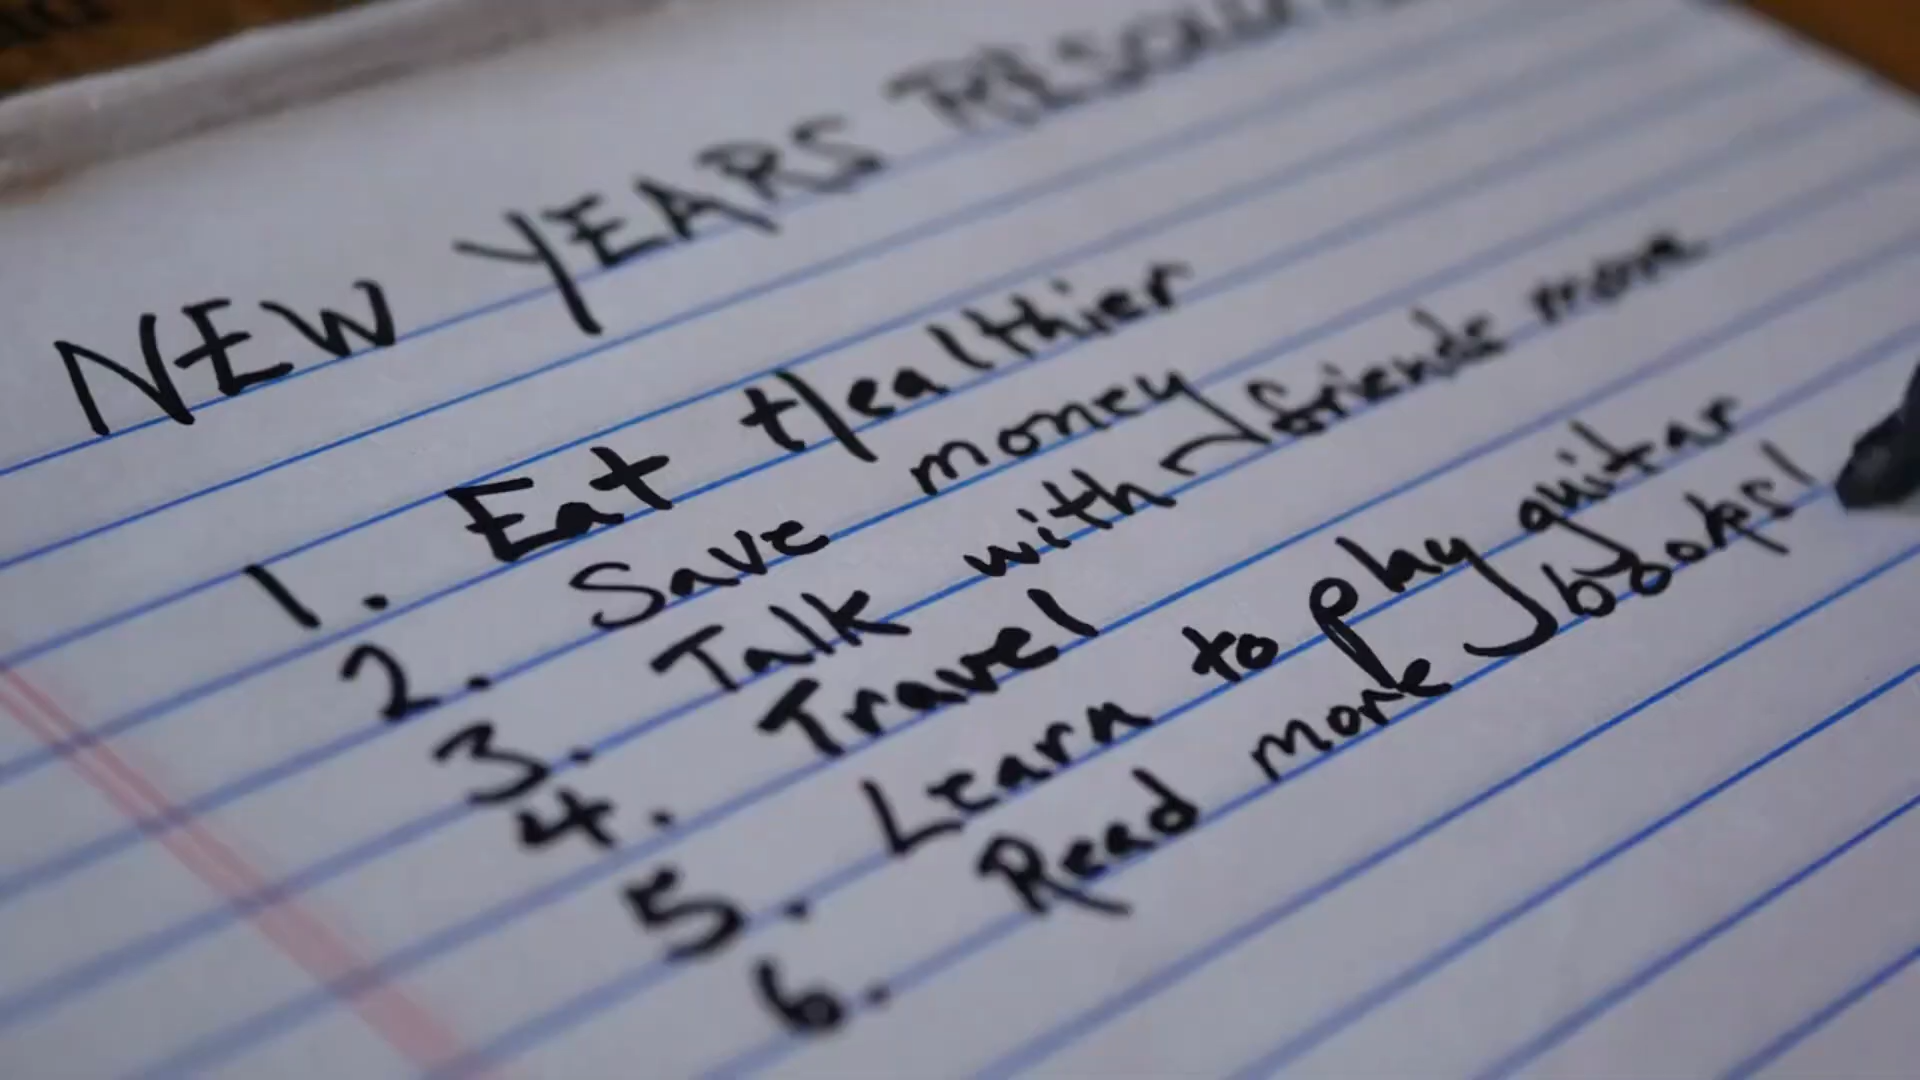 NEW YEARS RESOLU
1. Eat Healthier
2. Save money
3. Talk with friends more
4. Travel
5. Learn to play guitar
6. Read more books!